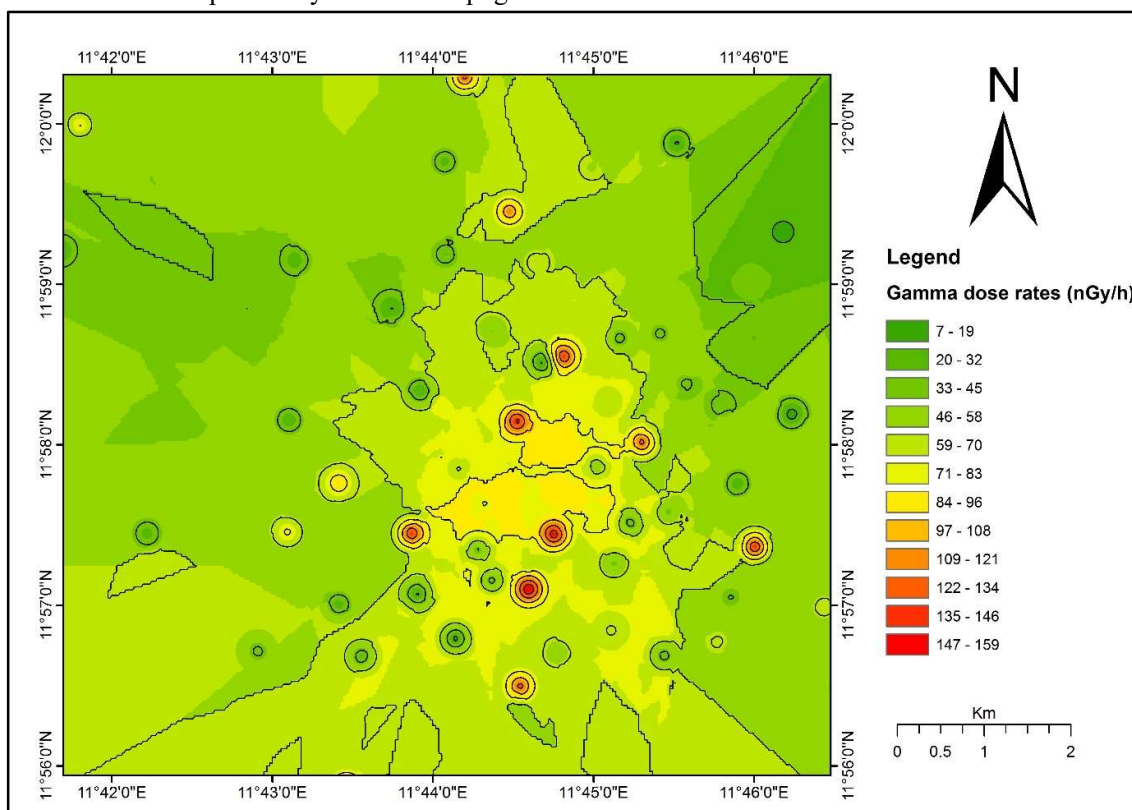 11°42'0"E 11°43'0"E 11°44'0"E 11°45'0"E 11°46'0"E
12°0'0"N 12°0'0"N
11°59'0"N 11°59'0"N
11°58'0"N 11°58'0"N
11°57'0"N 11°57'0"N
11°56'0"N 11°56'0"N
11°42'0"E 11°43'0"E 11°44'0"E 11°45'0"E 11°46'0"E
N
Legend
Gamma dose rates (nGy/h)
7 - 19
20 - 32
33 - 45
46 - 58
59 - 70
71 - 83
84 - 96
97 - 108
109 - 121
122 - 134
135 - 146
147 - 159
Km
0 0.5 1 2